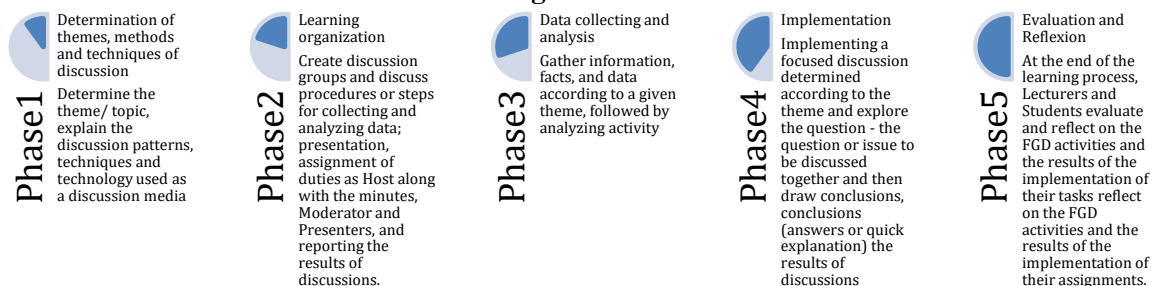 Phase1
Determination of
themes, methods
and techniques of
discussion
Determine the
theme/ topic,
explain the
discussion patterns,
techniques and
technology used as
a discussion media
Phase2
Learning
organization
Create discussion
groups and discuss
procedures or steps
for collecting and
analyzing data;
presentation,
assignment of
duties as Host along
with the minutes,
Moderator and
Presenters, and
reporting the
results of
discussions.
Phase3
Data collecting and
analysis
Gather information,
facts, and data
according to a given
theme, followed by
analyzing activity
Phase4
Implementation
Implementing a
focused discussion
determined
according to the
theme and explore
the question - the
question or issue to
be discussed
together and then
draw conclusions,
conclusions
(answers or quick
explanation) the
results of
discussions
Phase5
Evaluation and
Reflexion
At the end of the
learning process,
Lecturers and
Students evaluate
and reflect on the
FGD activities and
the results of the
implementation of
their tasks reflect
on the FGD
activities and the
results of the
implementation of
their assignments.